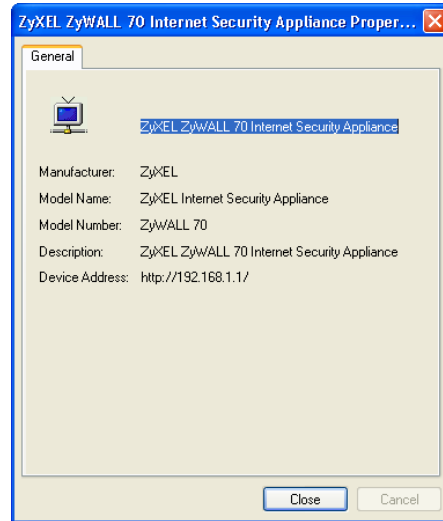 ZyXEL ZyWALL 70 Internet Security Appliance Proper...
General
ZyXEL ZyWALL 70 Internet Security Appliance
Manufacturer: ZyXEL
Model Name: ZyXEL Internet Security Appliance
Model Number: ZyWALL 70
Description: ZyXEL ZyWALL 70 Internet Security Appliance
Device Address: http://192.168.1.1/
Close Cancel